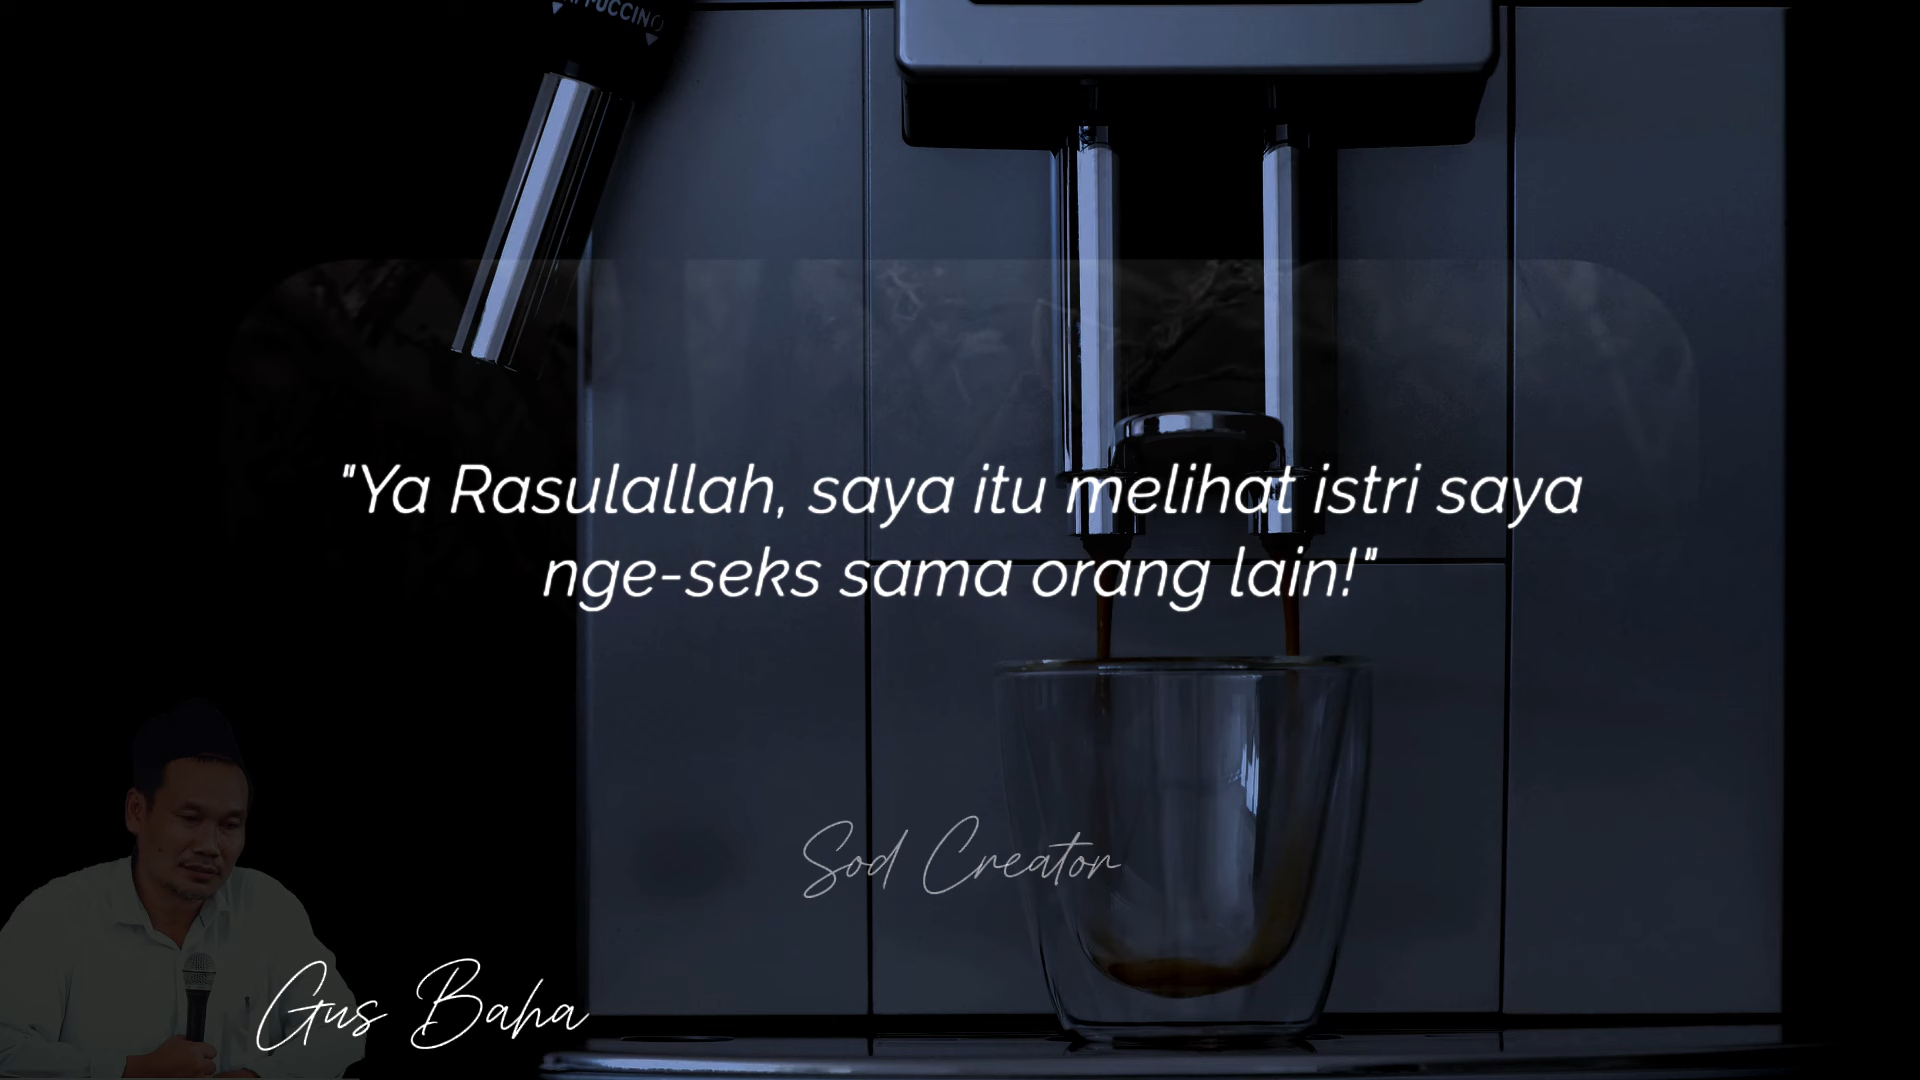 "Ya Rasulallah, saya itu melihat istri saya
nge-seks sama orang lain!"
Sod Creator
Gus Baha